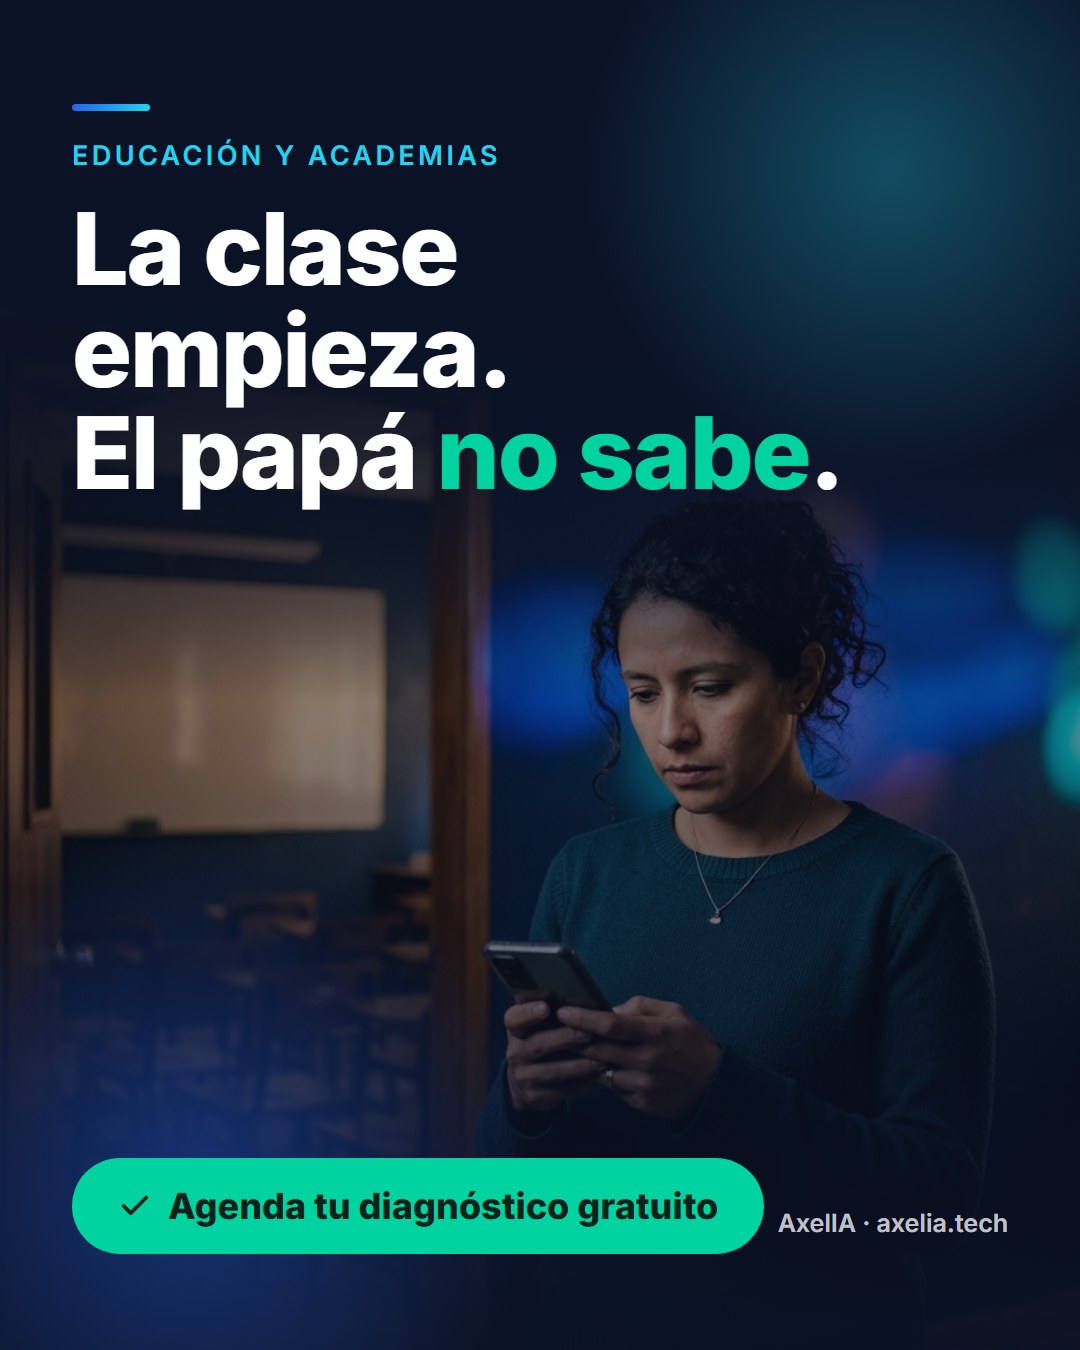 EDUCACIÓN Y ACADEMIAS
La clase
empieza.
El papá no sabe.
Agenda tu diagnóstico gratuito
AxelIA · axelia.tech